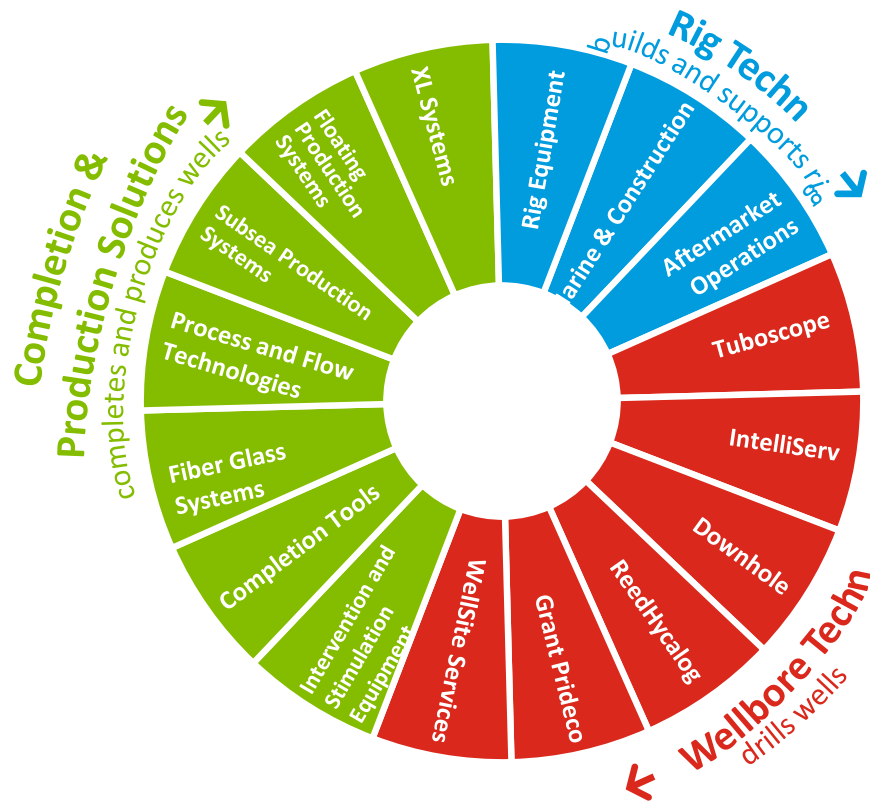 Rig Techn
builds and supports rig
Rig Equipment
arine & Construction
Aftermarket
Operations
Tuboscope
IntelliServ
Downhole
ReedHycalog
Grant Prideco
WellSite Services
Wellbore Techn
drills wells
Intervention and
Stimulation
Equipment
Completion Tools
Fiber Glass
Systems
Process and Flow
Technologies
Subsea Production
Systems
Floating
Production
Systems
XL Systems
Completion &
Production Solutions
completes and produces wells